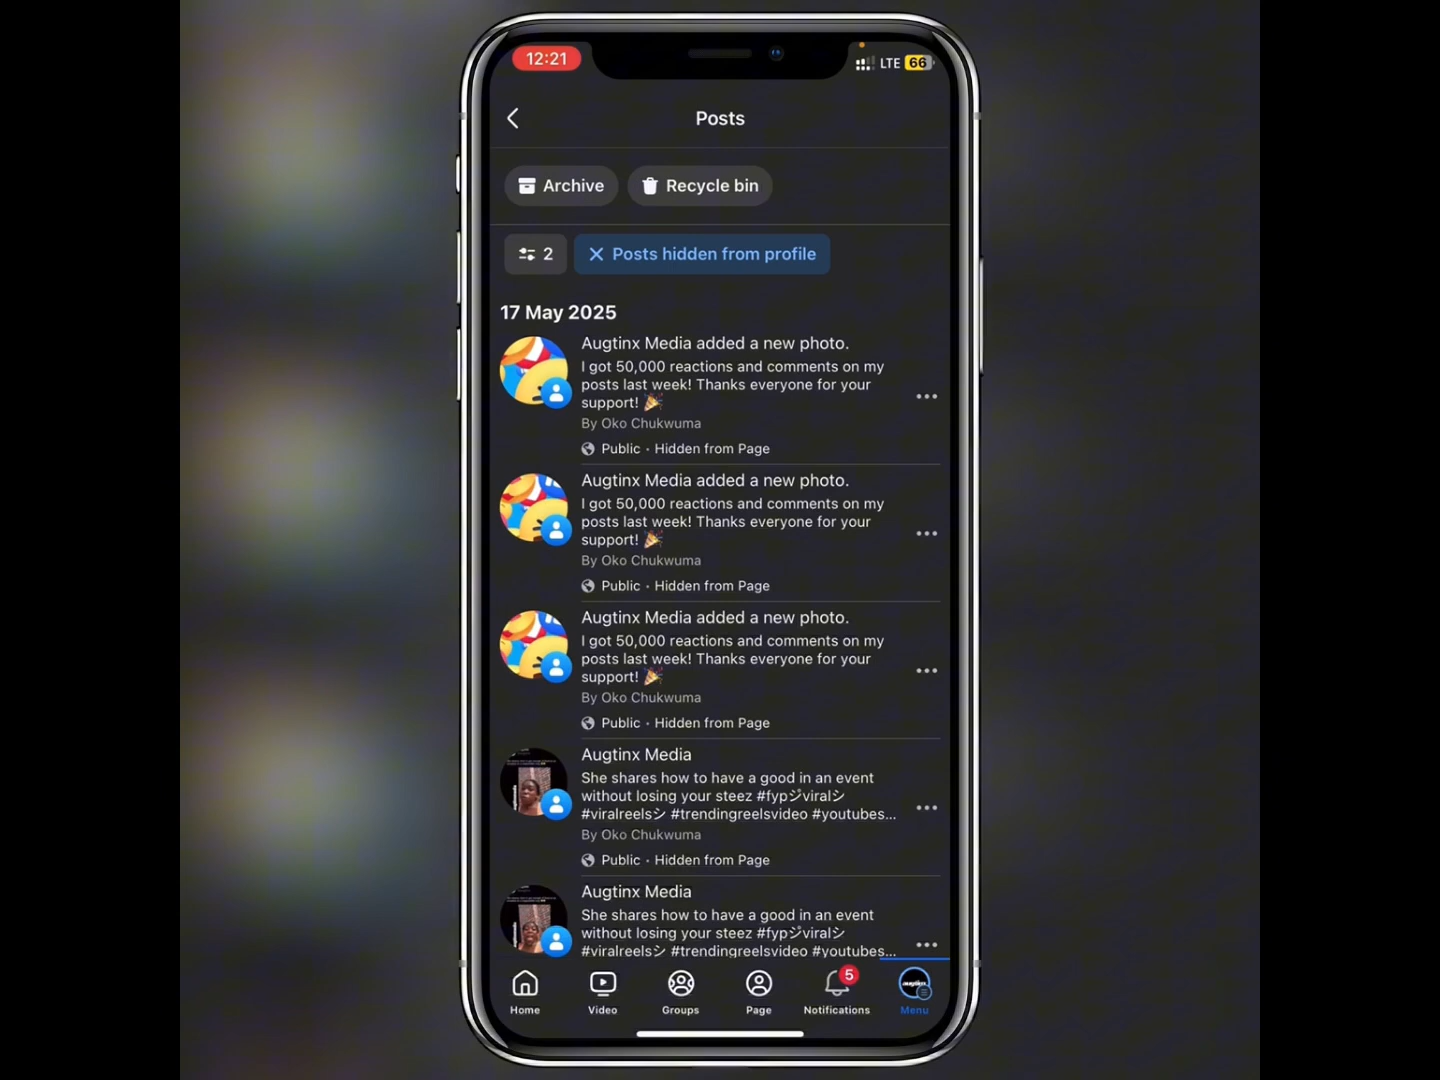 12:21
LTE 66
Posts
Archive
Recycle bin
2
Posts hidden from profile
17 May 2025
Augtinx Media added a new photo.
I got 50,000 reactions and comments on my
posts last week! Thanks everyone for your
support! 🎉
By Oko Chukwuma
Public · Hidden from Page
Augtinx Media added a new photo.
I got 50,000 reactions and comments on my
posts last week! Thanks everyone for your
support! 🎉
By Oko Chukwuma
Public · Hidden from Page
Augtinx Media added a new photo.
I got 50,000 reactions and comments on my
posts last week! Thanks everyone for your
support! 🎉
By Oko Chukwuma
Public · Hidden from Page
Augtinx Media
She shares how to have a good in an event
without losing your steez #fypジviralシ
#viralreelsシ #trendingreelsvideo #youtubes...
By Oko Chukwuma
Public · Hidden from Page
Augtinx Media
She shares how to have a good in an event
without losing your steez #fypジviralシ
#viralreelsシ #trendingreelsvideo #youtubes...
5
Home
Video
Groups
Page
Notifications
Menu